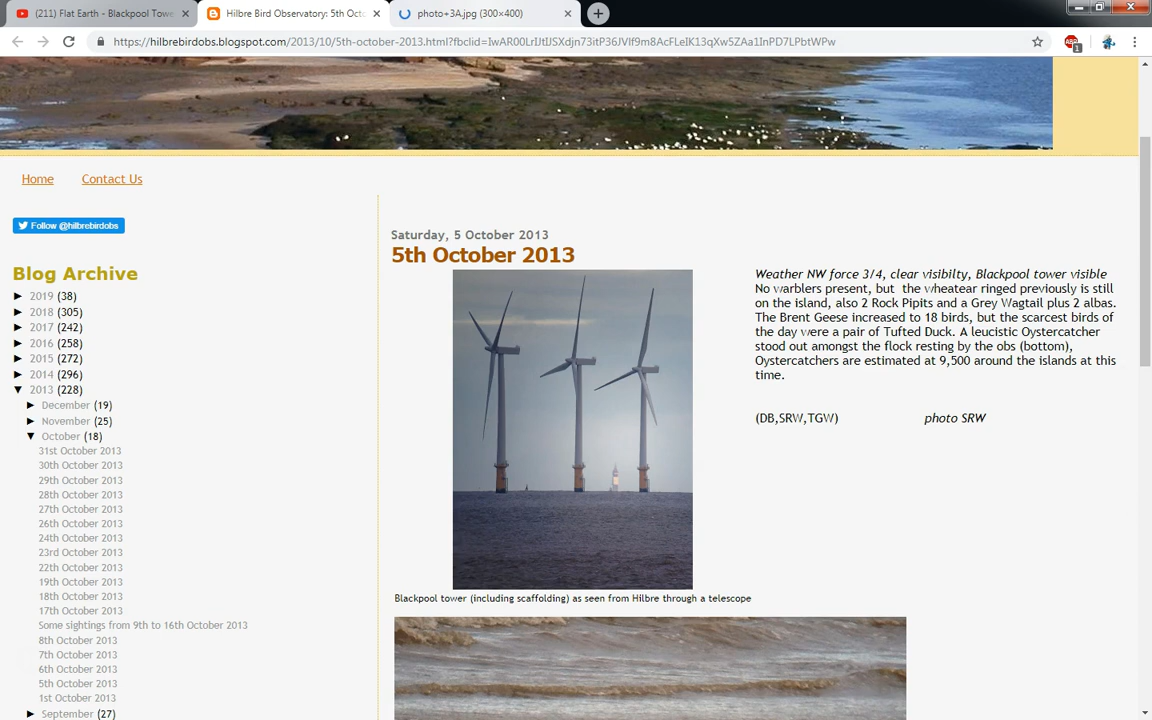 (211) Flat Earth - Blackpool Towe
Hilbre Bird Observatory: 5th Octo
photo+3A.jpg (300×400)
https://hilbrebirdobs.blogspot.com/2013/10/5th-october-2013.html?fbclid=IwAR00LrIJtIJSXdjn73itP36JVlf9m8AcFLeIK13qXw5ZAa1InPD7LPbtWPw
ABP
1
Home Contact Us
Follow @hilbrebirdobs
Blog Archive
► 2019 (38)
► 2018 (305)
► 2017 (242)
► 2016 (258)
► 2015 (272)
► 2014 (296)
▼ 2013 (228)
► December (19)
► November (25)
▼ October (18)
31st October 2013
30th October 2013
29th October 2013
28th October 2013
27th October 2013
26th October 2013
24th October 2013
23rd October 2013
22th October 2013
19th October 2013
18th October 2013
17th October 2013
Some sightings from 9th to 16th October 2013
8th October 2013
7th October 2013
6th October 2013
5th October 2013
1st October 2013
► September (27)
Saturday, 5 October 2013
5th October 2013
Weather NW force 3/4, clear visibilty, Blackpool tower visible
No warblers present, but the wheatear ringed previously is still
on the island, also 2 Rock Pipits and a Grey Wagtail plus 2 albas.
The Brent Geese increased to 18 birds, but the scarcest birds of
the day were a pair of Tufted Duck. A leucistic Oystercatcher
stood out amongst the flock resting by the obs (bottom),
Oystercatchers are estimated at 9,500 around the islands at this
time.
(DB,SRW,TGW) photo SRW
Blackpool tower (including scaffolding) as seen from Hilbre through a telescope